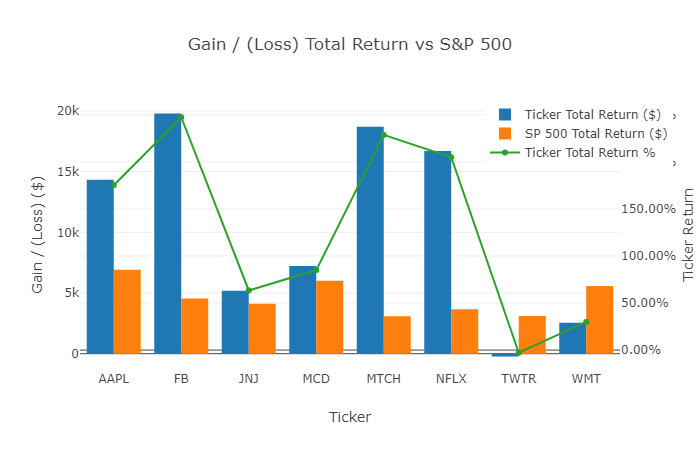 Gain / (Loss) Total Return vs S&P 500
Ticker Total Return ($)
SP 500 Total Return ($)
Ticker Total Return %
20k
15k
10k
5k
0
Gain / (Loss) ($)
150.00%
100.00%
50.00%
0.00%
Ticker Return
AAPL FB JNJ MCD MTCH NFLX TWTR WMT
Ticker